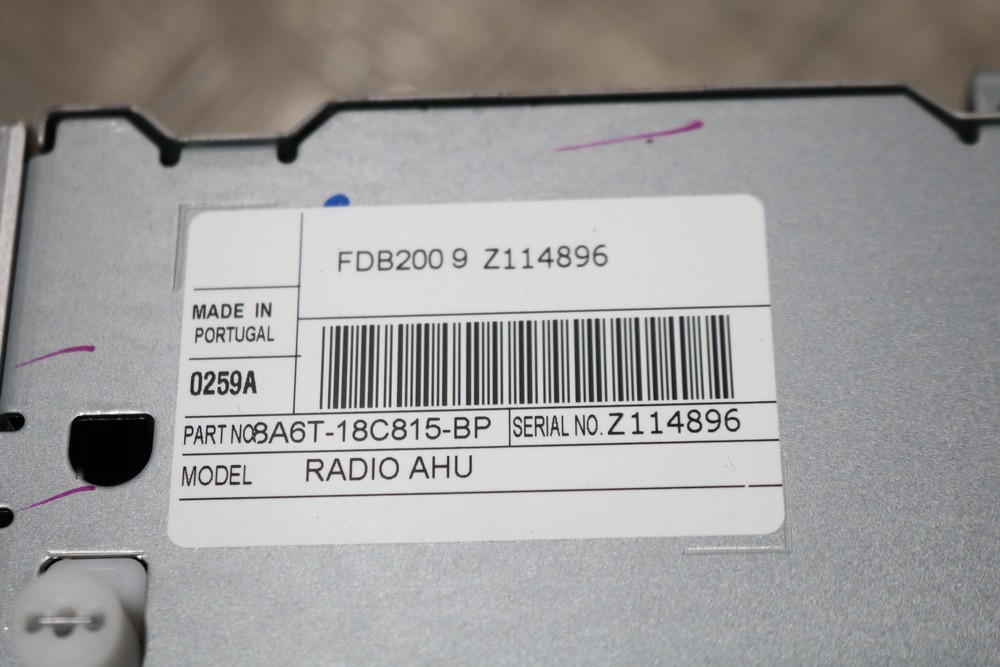 FDB200 9 Z114896
MADE IN
PORTUGAL
0259A
PART NO 8A6T-18C815-BP SERIAL NO. Z114896
MODEL RADIO AHU